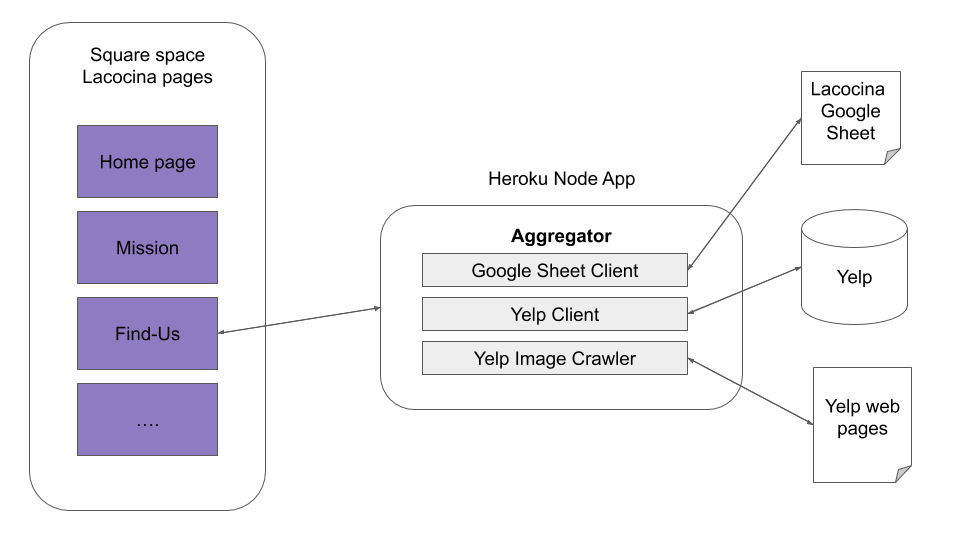 Square space
Lacocina pages
Home page
Mission
Find-Us
....
Heroku Node App
Aggregator
Google Sheet Client
Yelp Client
Yelp Image Crawler
Lacocina
Google
Sheet
Yelp
Yelp web
pages